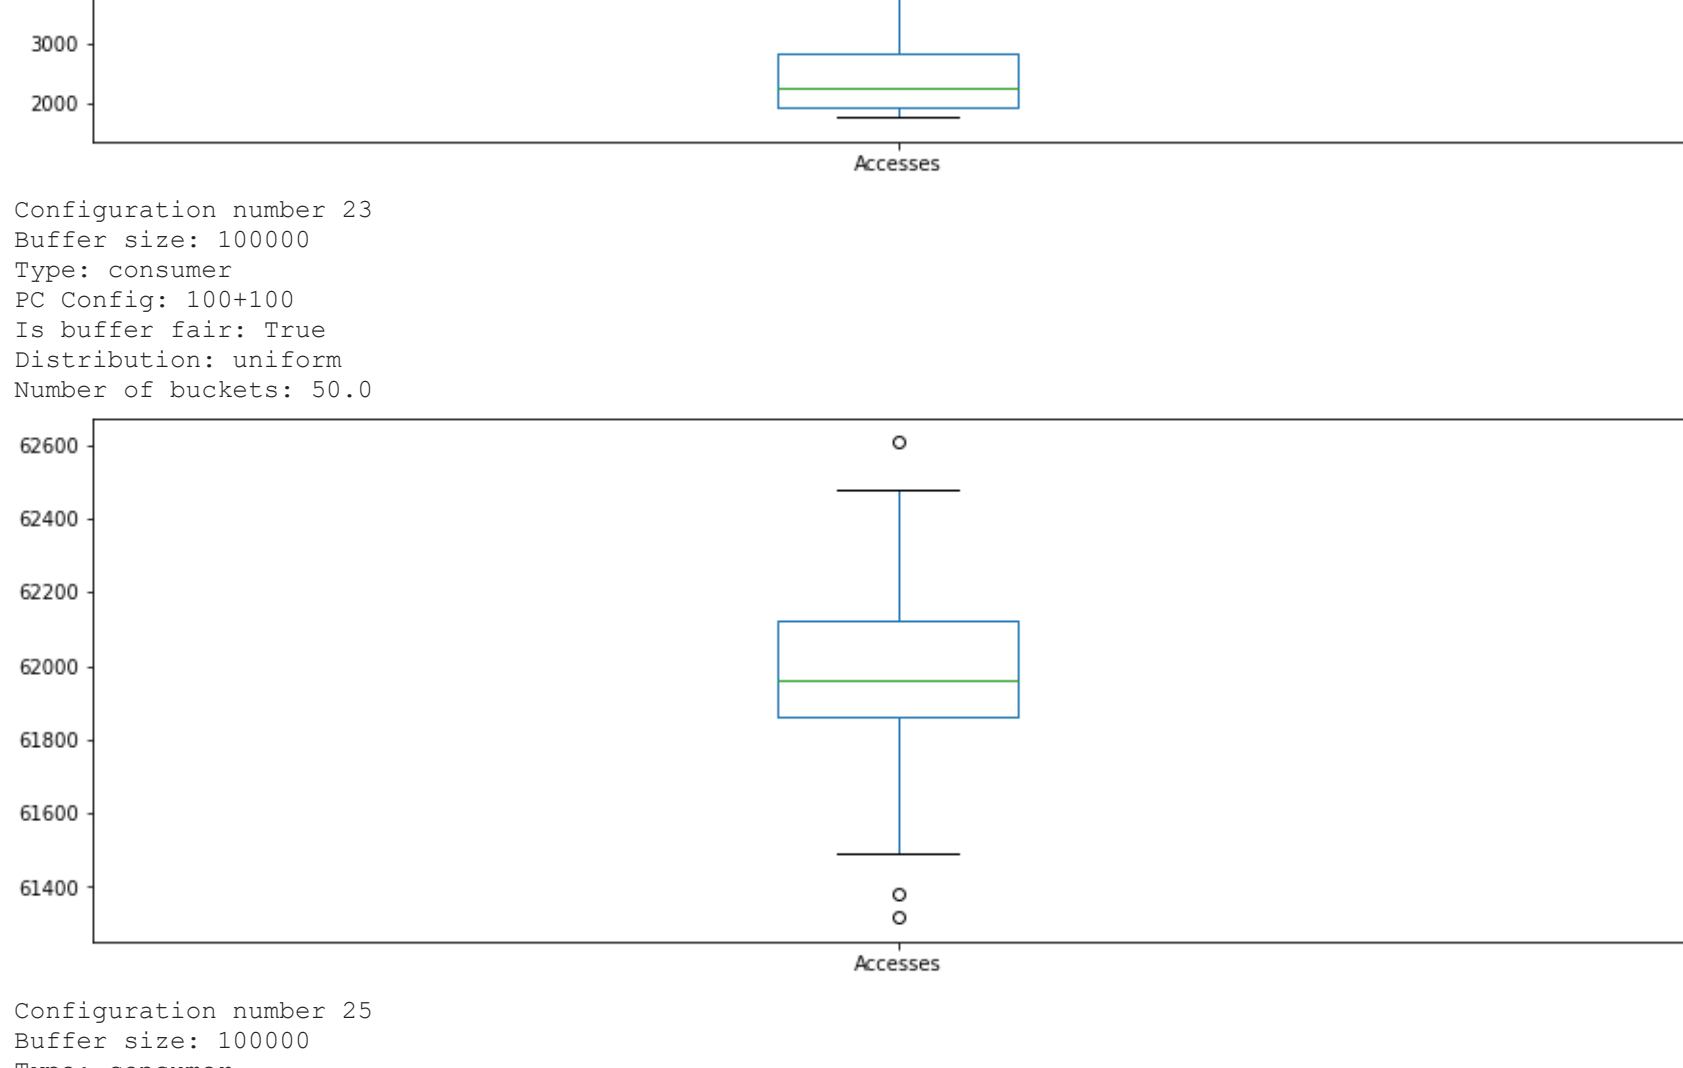 3000
2000
Accesses
Configuration number 23
Buffer size: 100000
Type: consumer
PC Config: 100+100
Is buffer fair: True
Distribution: uniform
Number of buckets: 50.0
62600
62400
62200
62000
61800
61600
61400
Accesses
Configuration number 25
Buffer size: 100000
Type: consumer